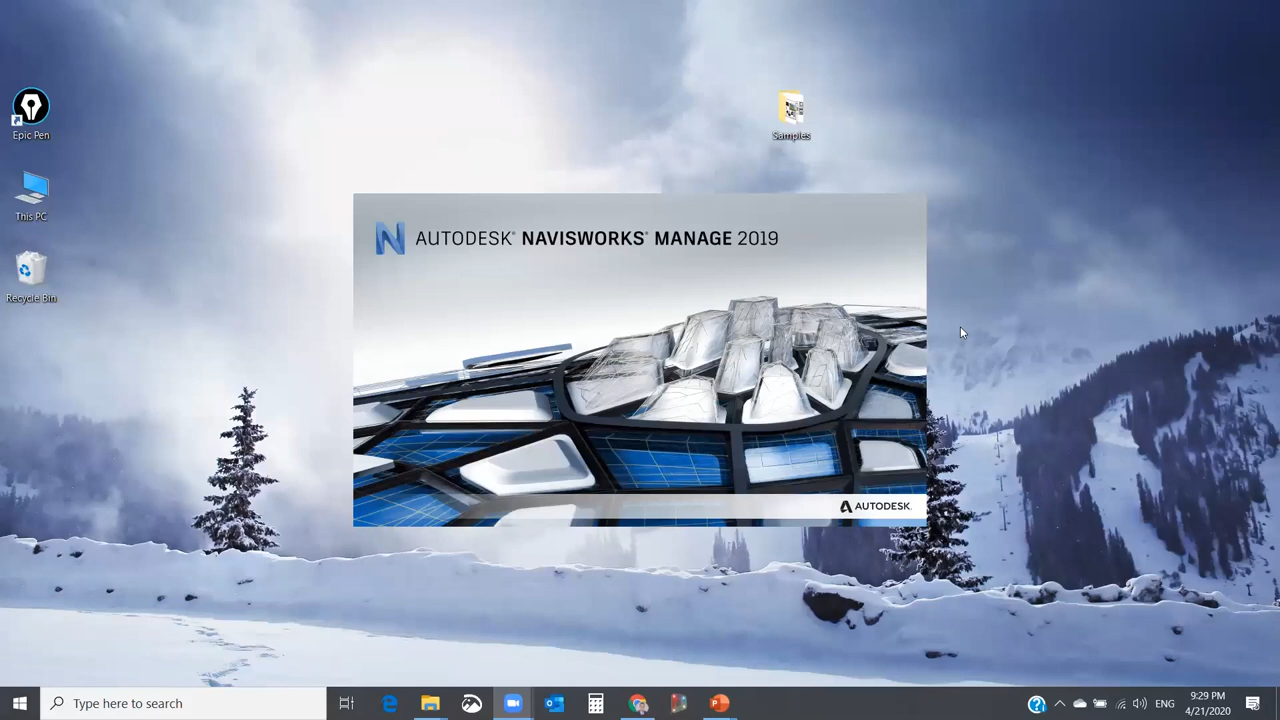 Epic Pen
This PC
Recycle Bin
Samples
AUTODESK® NAVISWORKS® MANAGE 2019
AUTODESK.
Type here to search
ENG
9:29 PM
4/21/2020